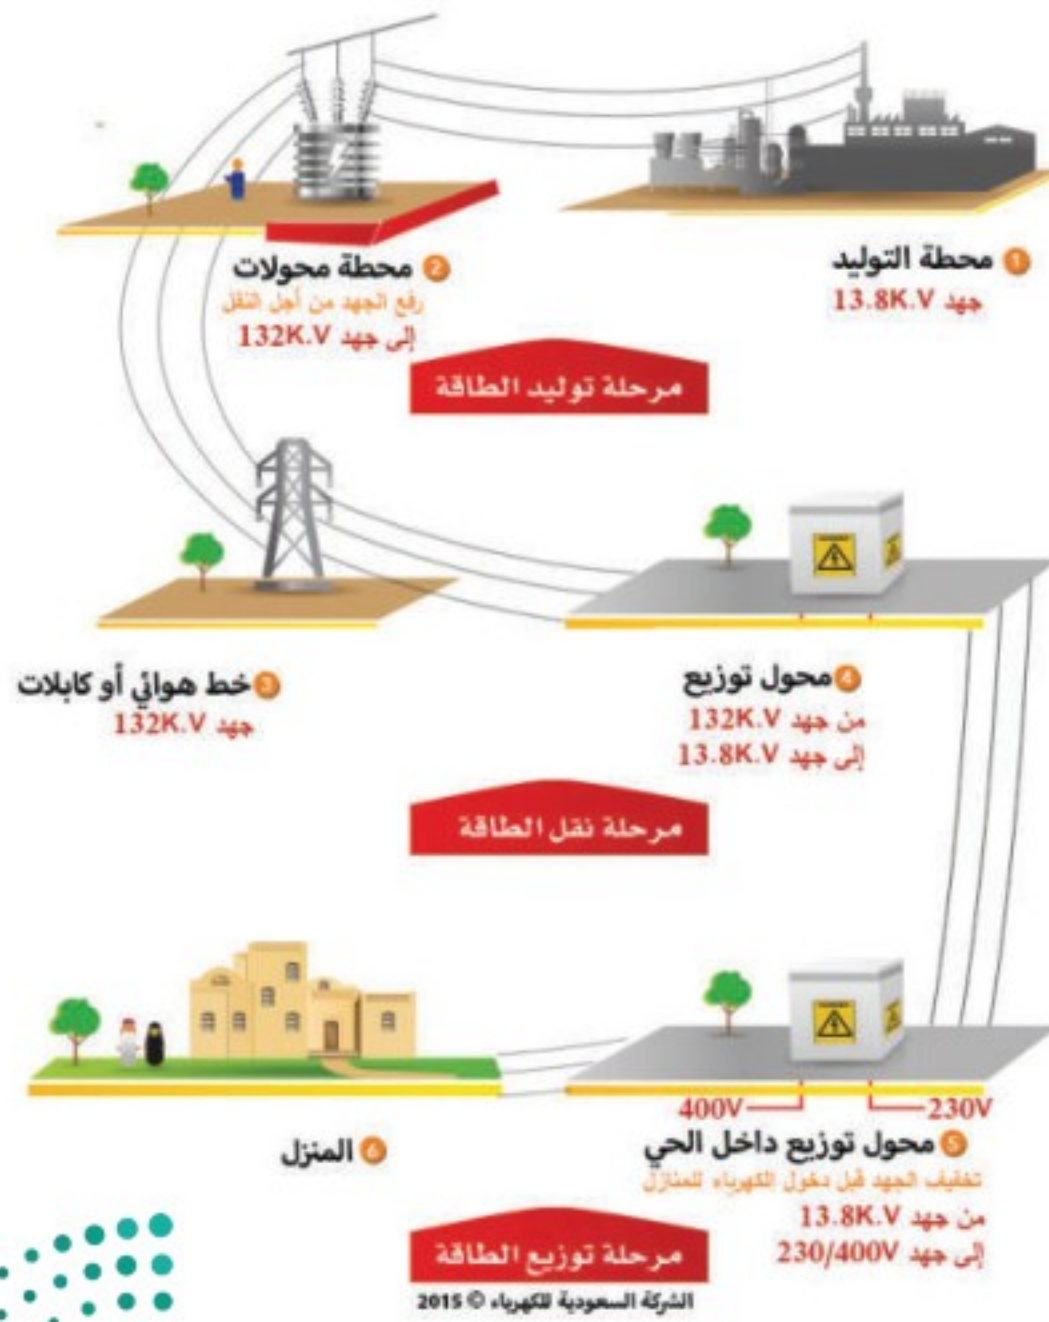 1 محطة التوليد
جهد 13.8K.V
2 محطة محولات
رفع الجهد من أجل النقل
إلى جهد 132K.V
مرحلة توليد الطاقة
3 خط هوائي أو كابلات
جهد 132K.V
4 محول توزيع
من جهد 132K.V
إلى جهد 13.8K.V
مرحلة نقل الطاقة
400V
230V
5 محول توزيع داخل الحي
تخفيف الجهد قبل دخول الكهرباء للمنازل
من جهد 13.8K.V
إلى جهد 230/400V
6 المنزل
مرحلة توزيع الطاقة
الشركة السعودية للكهرباء © 2015